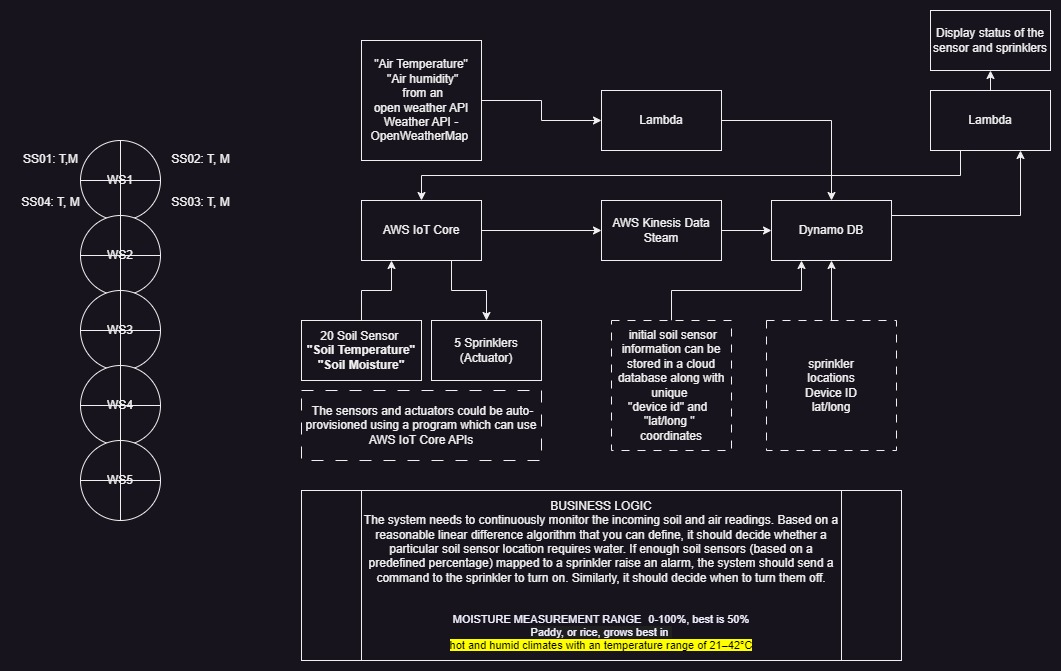 Display status of the
sensor and sprinklers
"Air Temperature"
"Air humidity"
from an
open weather API
Weather API -
OpenWeatherMap
Lambda
Lambda
SS01: T,M
SS02: T, M
WS1
SS04: T, M
SS03: T, M
AWS IoT Core
AWS Kinesis Data
Steam
Dynamo DB
WS2
WS3
WS4
WS5
20 Soil Sensor
"Soil Temperature"
"Soil Moisture"
5 Sprinklers
(Actuator)
initial soil sensor
information can be
stored in a cloud
database along with
unique
"device id" and
"lat/long "
coordinates
sprinkler
locations
Device ID
lat/long
The sensors and actuators could be auto-
provisioned using a program which can use
AWS IoT Core APIs
BUSINESS LOGIC
The system needs to continuously monitor the incoming soil and air readings. Based on a
reasonable linear difference algorithm that you can define, it should decide whether a
particular soil sensor location requires water. If enough soil sensors (based on a
predefined percentage) mapped to a sprinkler raise an alarm, the system should send a
command to the sprinkler to turn on. Similarly, it should decide when to turn them off.
MOISTURE MEASUREMENT RANGE 0-100%, best is 50%
Paddy, or rice, grows best in
hot and humid climates with an temperature range of 21–42°C